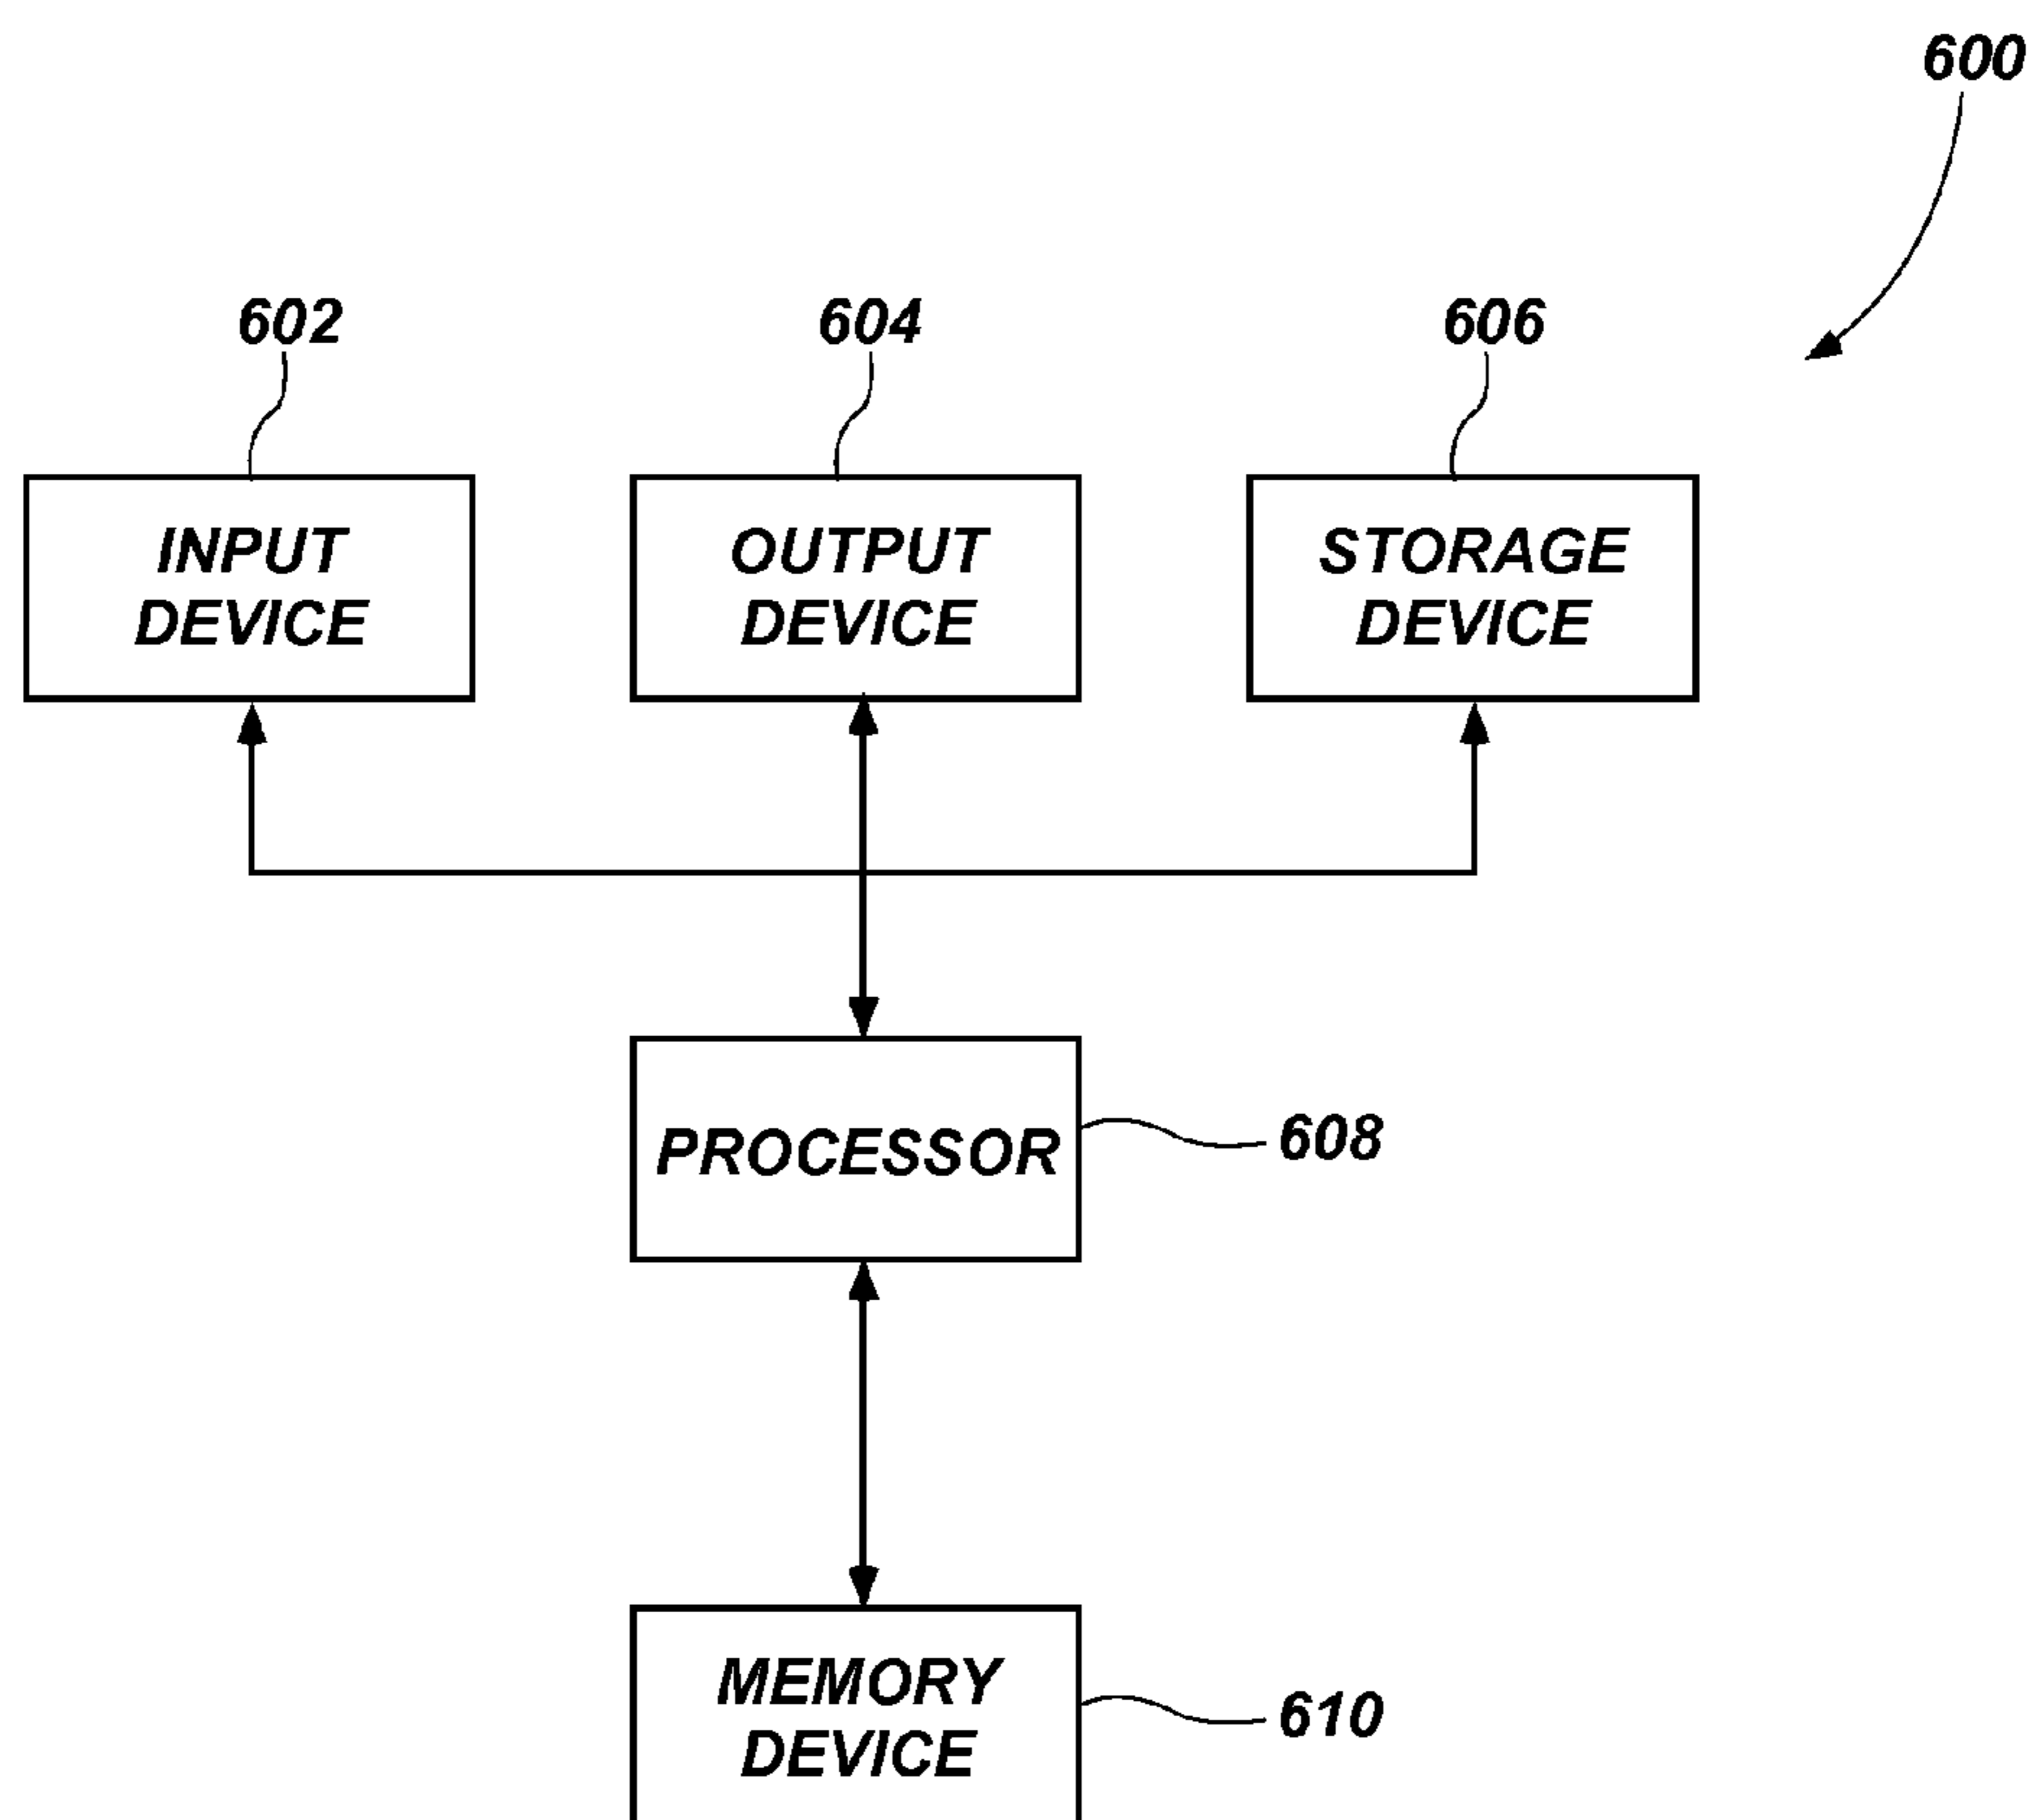 600
602
604
606
INPUT
DEVICE
OUTPUT
DEVICE
STORAGE
DEVICE
PROCESSOR
608
MEMORY
DEVICE
610